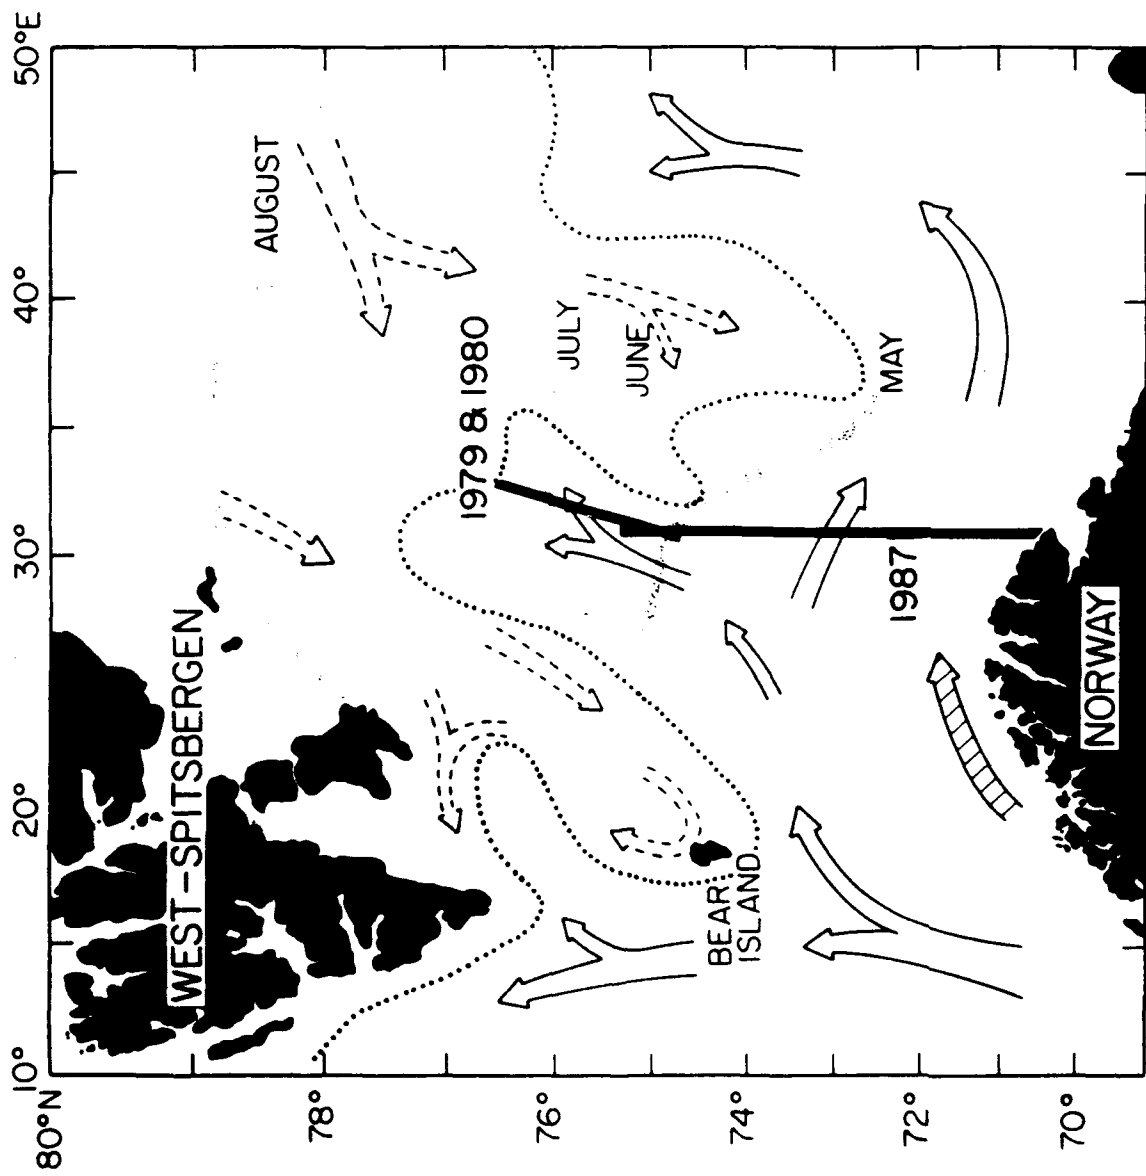 80°N
78°
76°
74°
72°
70°
10°
20°
30°
40°
50°E
WEST-SPITSBERGEN
AUGUST
1979 & 1980
JULY
JUNE
MAY
BEAR
ISLAND
1987
NORWAY